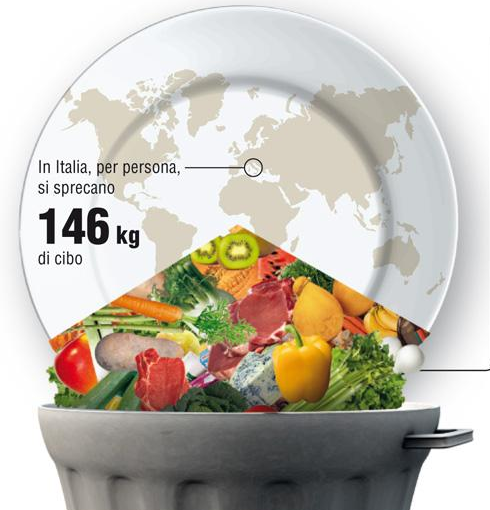 In Italia, per persona,
si sprecano
146 kg
di cibo